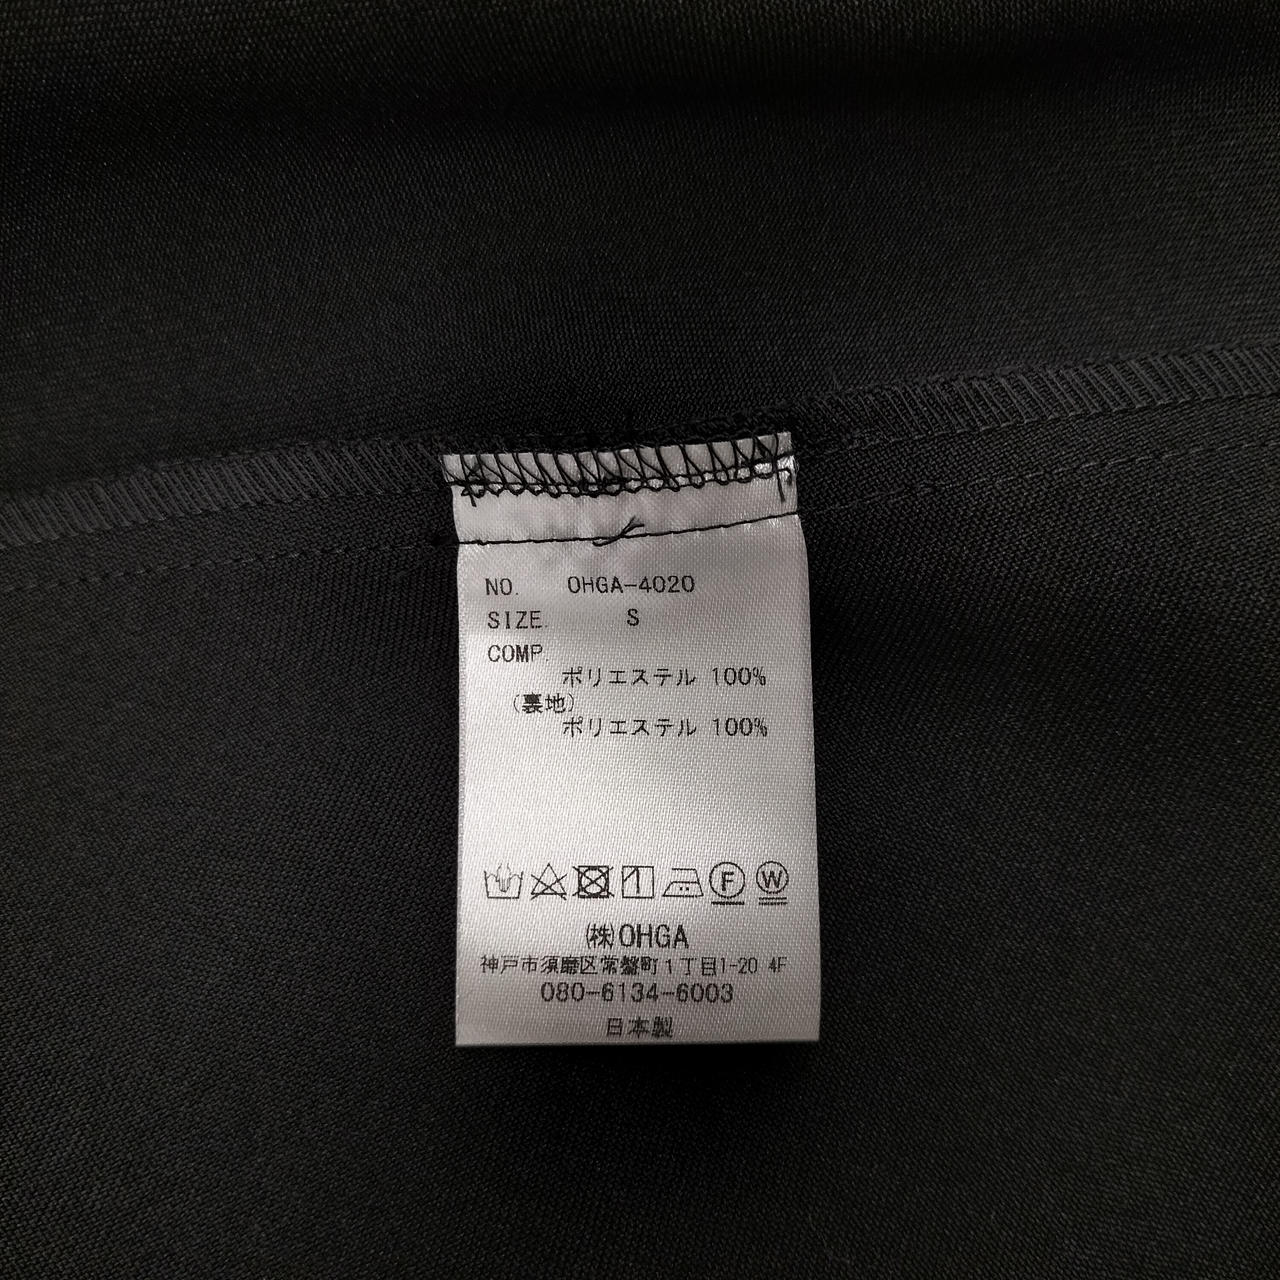 NO. OHGA-4020
SIZE. S
COMP.
ポリエステル 100%
(裏地)
ポリエステル 100%
F W
㈱OHGA
神戸市須磨区常盤町1丁目1-20 4F
080-6134-6003
日本製